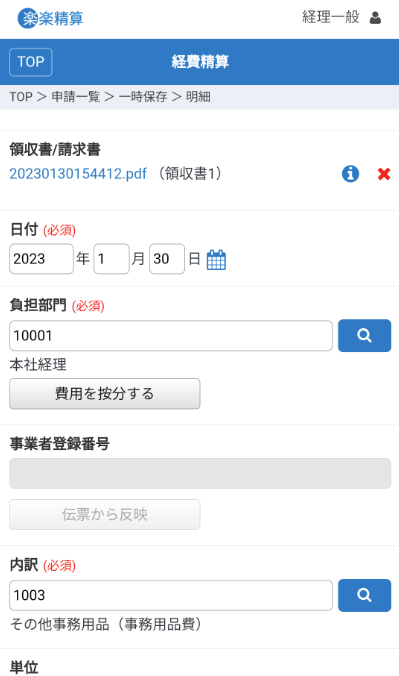 楽楽精算
経理一般
TOP 経費精算
TOP ＞ 申請一覧 ＞ 一時保存 ＞ 明細
領収書/請求書
20230130154412.pdf （領収書1）
日付 (必須)
2023 年 1 月 30 日
負担部門 (必須)
10001
本社経理
費用を按分する
事業者登録番号
伝票から反映
内訳 (必須)
1003
その他事務用品（事務用品費）
単位